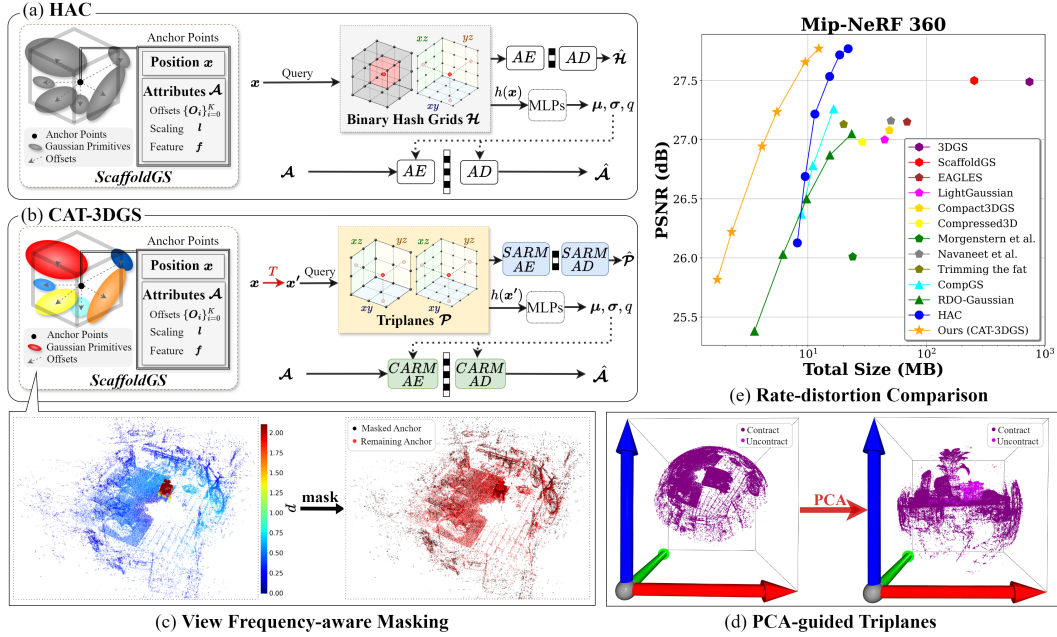 (a) HAC
Anchor Points
Position x
Attributes A
Offsets {O_i}_{i=0}^K
Scaling l
Feature f
Anchor Points
Gaussian Primitives
Offsets
ScaffoldGS
x
Query
xz
yz
xy
Binary Hash Grids H
AE
AD
Ĥ
h(x)
MLPs
μ, σ, q
A
AE
AD
Â
(b) CAT-3DGS
Anchor Points
Position x
Attributes A
Offsets {O_i}_{i=0}^K
Scaling l
Feature f
Anchor Points
Gaussian Primitives
Offsets
ScaffoldGS
x
T
x'
Query
xz
yz
xz
yz
xy
xy
Triplanes P
SARM AE
SARM AD
P̂
h(x')
MLPs
μ, σ, q
A
CARM AE
CARM AD
Â
2.00
1.75
1.50
1.25
1.00
0.75
0.50
0.25
0.00
d
mask
Masked Anchor
Remaining Anchor
(c) View Frequency-aware Masking
Mip-NeRF 360
PSNR (dB)
27.5
27.0
26.5
26.0
25.5
10^1
10^2
10^3
Total Size (MB)
3DGS
ScaffoldGS
EAGLES
LightGaussian
Compact3DGS
Compressed3D
Morgenstern et al.
Navaneet et al.
Trimming the fat
CompGS
RDO-Gaussian
HAC
Ours (CAT-3DGS)
(e) Rate-distortion Comparison
Contract
Uncontract
PCA
Contract
Uncontract
(d) PCA-guided Triplanes